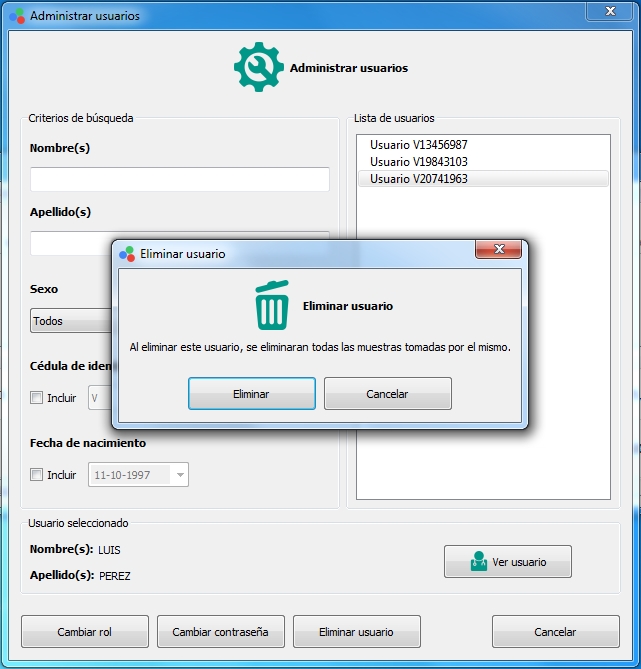 Administrar usuarios
Administrar usuarios
Criterios de búsqueda
Nombre(s)
Apellido(s)
Sexo
Todos
Cédula de iden
Incluir
V
Fecha de nacimiento
Incluir
11-10-1997
Lista de usuarios
Usuario V13456987
Usuario V19843103
Usuario V20741963
Eliminar usuario
Eliminar usuario
Al eliminar este usuario, se eliminaran todas las muestras tomadas por el mismo.
Eliminar
Cancelar
Usuario seleccionado
Nombre(s): LUIS
Apellido(s): PEREZ
Ver usuario
Cambiar rol
Cambiar contraseña
Eliminar usuario
Cancelar